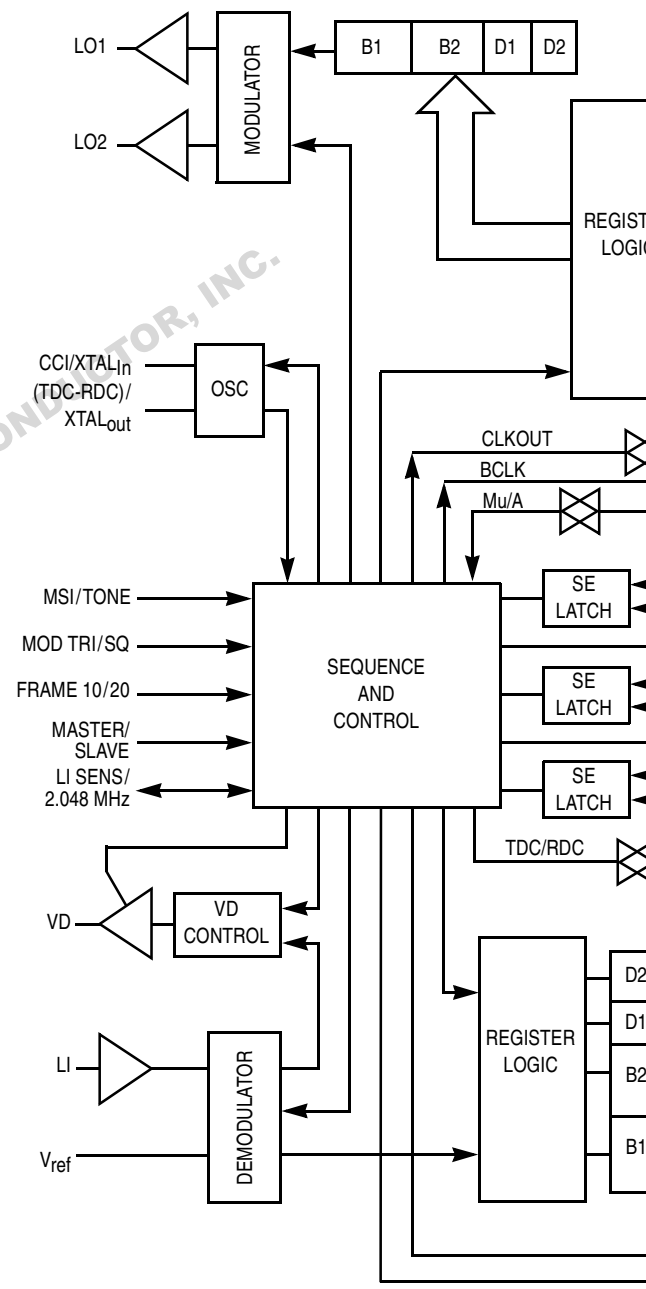 LO1
LO2
MODULATOR
B1 B2 D1 D2
LOGIC
INC.
CCI/XTALIn
(TDC-RDC)/
XTALout
OSC
CLKOUT
BCLK
Mu/A
MSI/TONE
MOD TRI/SQ
FRAME 10/20
MASTER/
SLAVE
LI SENS/
2.048 MHz
SEQUENCE
AND
CONTROL
SE
LATCH
SE
LATCH
SE
LATCH
TDC/RDC
VD
VD
CONTROL
LI
Vref
DEMODULATOR
REGISTER
LOGIC
D2
D1
B2
B1